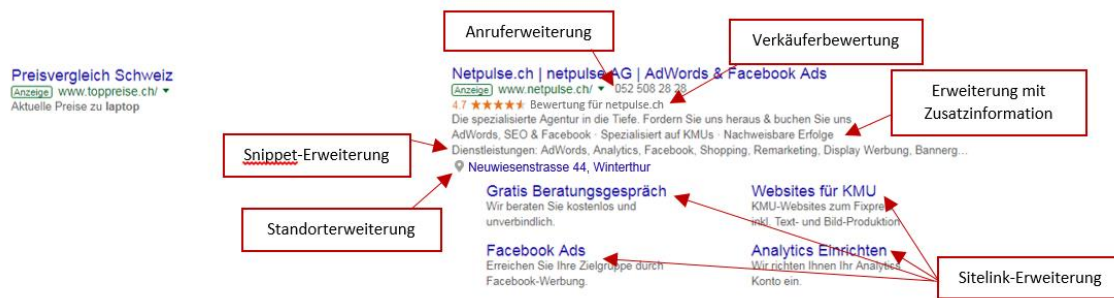 Anruferweiterung
Verkäuferbewertung
Preisvergleich Schweiz
Anzeige www.toppreise.ch/
Aktuelle Preise zu laptop
Netpulse.ch | netpulse AG | AdWords & Facebook Ads
Anzeige www.netpulse.ch/ 052 508 28 28
4.7 ★★★★★ Bewertung für netpulse.ch
Die spezialisierte Agentur in die Tiefe. Fordern Sie uns heraus & buchen Sie uns
AdWords, SEO & Facebook · Spezialisiert auf KMUs · Nachweisbare Erfolge
Dienstleistungen: AdWords, Analytics, Facebook, Shopping, Remarketing, Display Werbung, Bannerg…
Neuwiesenstrasse 44, Winterthur
Erweiterung mit
Zusatzinformation
Snippet-Erweiterung
Standorterweiterung
Gratis Beratungsgespräch
Wir beraten Sie kostenlos und
unverbindlich.
Websites für KMU
KMU-Websites zum Fixpreis
inkl. Text- und Bild-Produktion
Facebook Ads
Erreichen Sie Ihre Zielgruppe durch
Facebook-Werbung.
Analytics Einrichten
Wir richten Ihnen Ihr Analytics
Konto ein.
Sitelink-Erweiterung